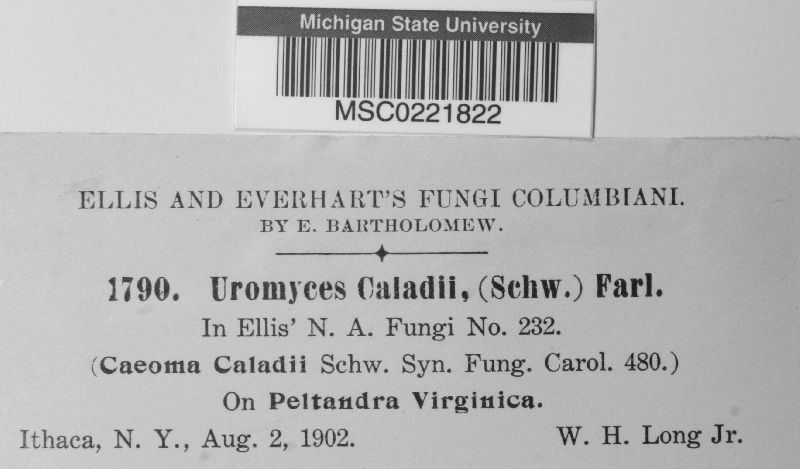 Michigan State University
MSC0221822
ELLIS AND EVERHART'S FUNGI COLUMBIANI.
BY E. BARTHOLOMEW.
1790. Uromyces Caladii, (Schw.) Farl.
In Ellis' N. A. Fungi No. 232.
(Caeoma Caladii Schw. Syn. Fung. Carol. 480.)
On Peltandra Virginica.
Ithaca, N. Y., Aug. 2, 1902. W. H. Long Jr.